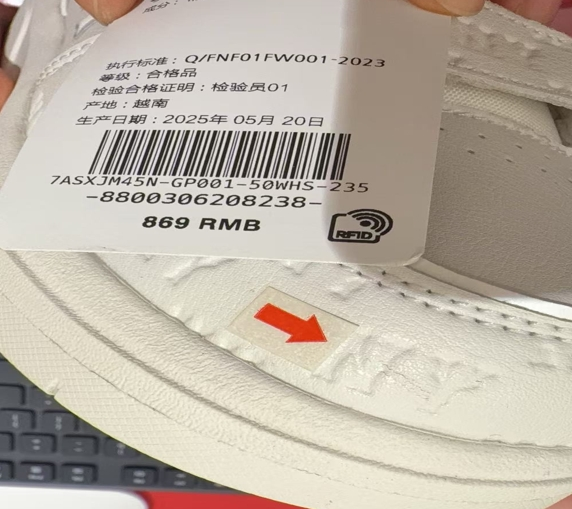 成分：
执行标准：Q/FNF01FW001-2023
等级：合格品
检验合格证明：检验员01
产地：越南
生产日期：2025年 05月 20日
7ASXJM45N-GP001-50WHS-235
-8800306208238-
869 RMB
RFID